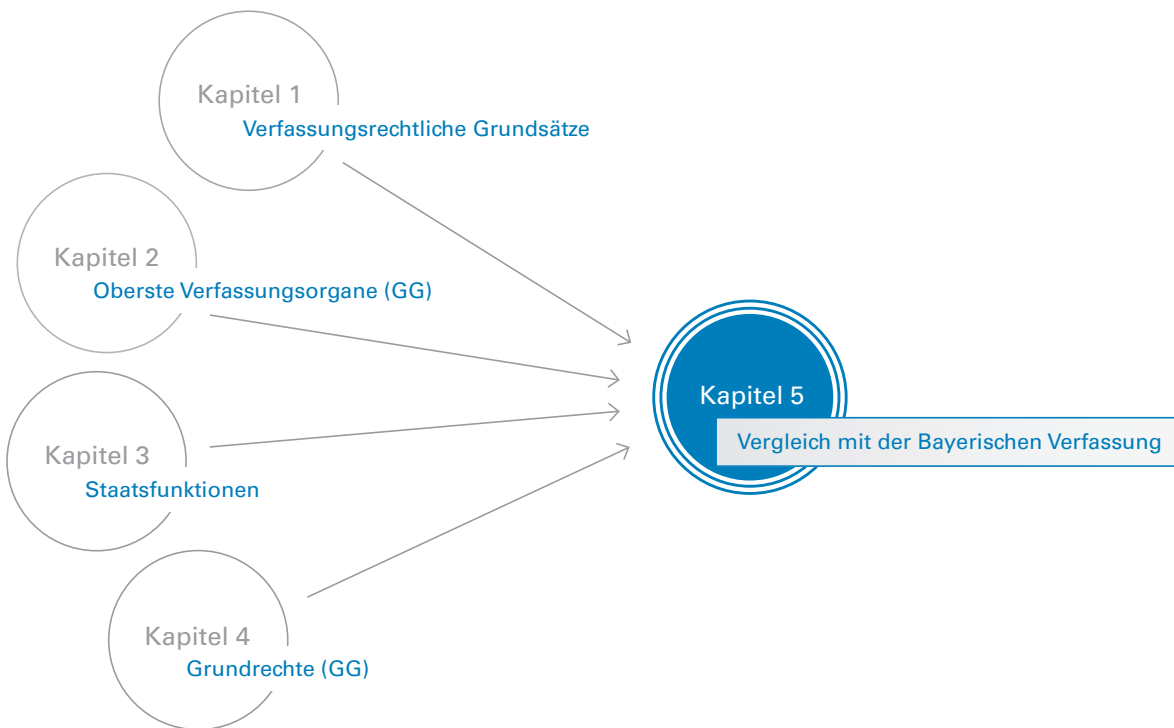 Kapitel 1
Verfassungsrechtliche Grundsätze
Kapitel 2
Oberste Verfassungsorgane (GG)
Kapitel 3
Staatsfunktionen
Kapitel 4
Grundrechte (GG)
Kapitel 5
Vergleich mit der Bayerischen Verfassung